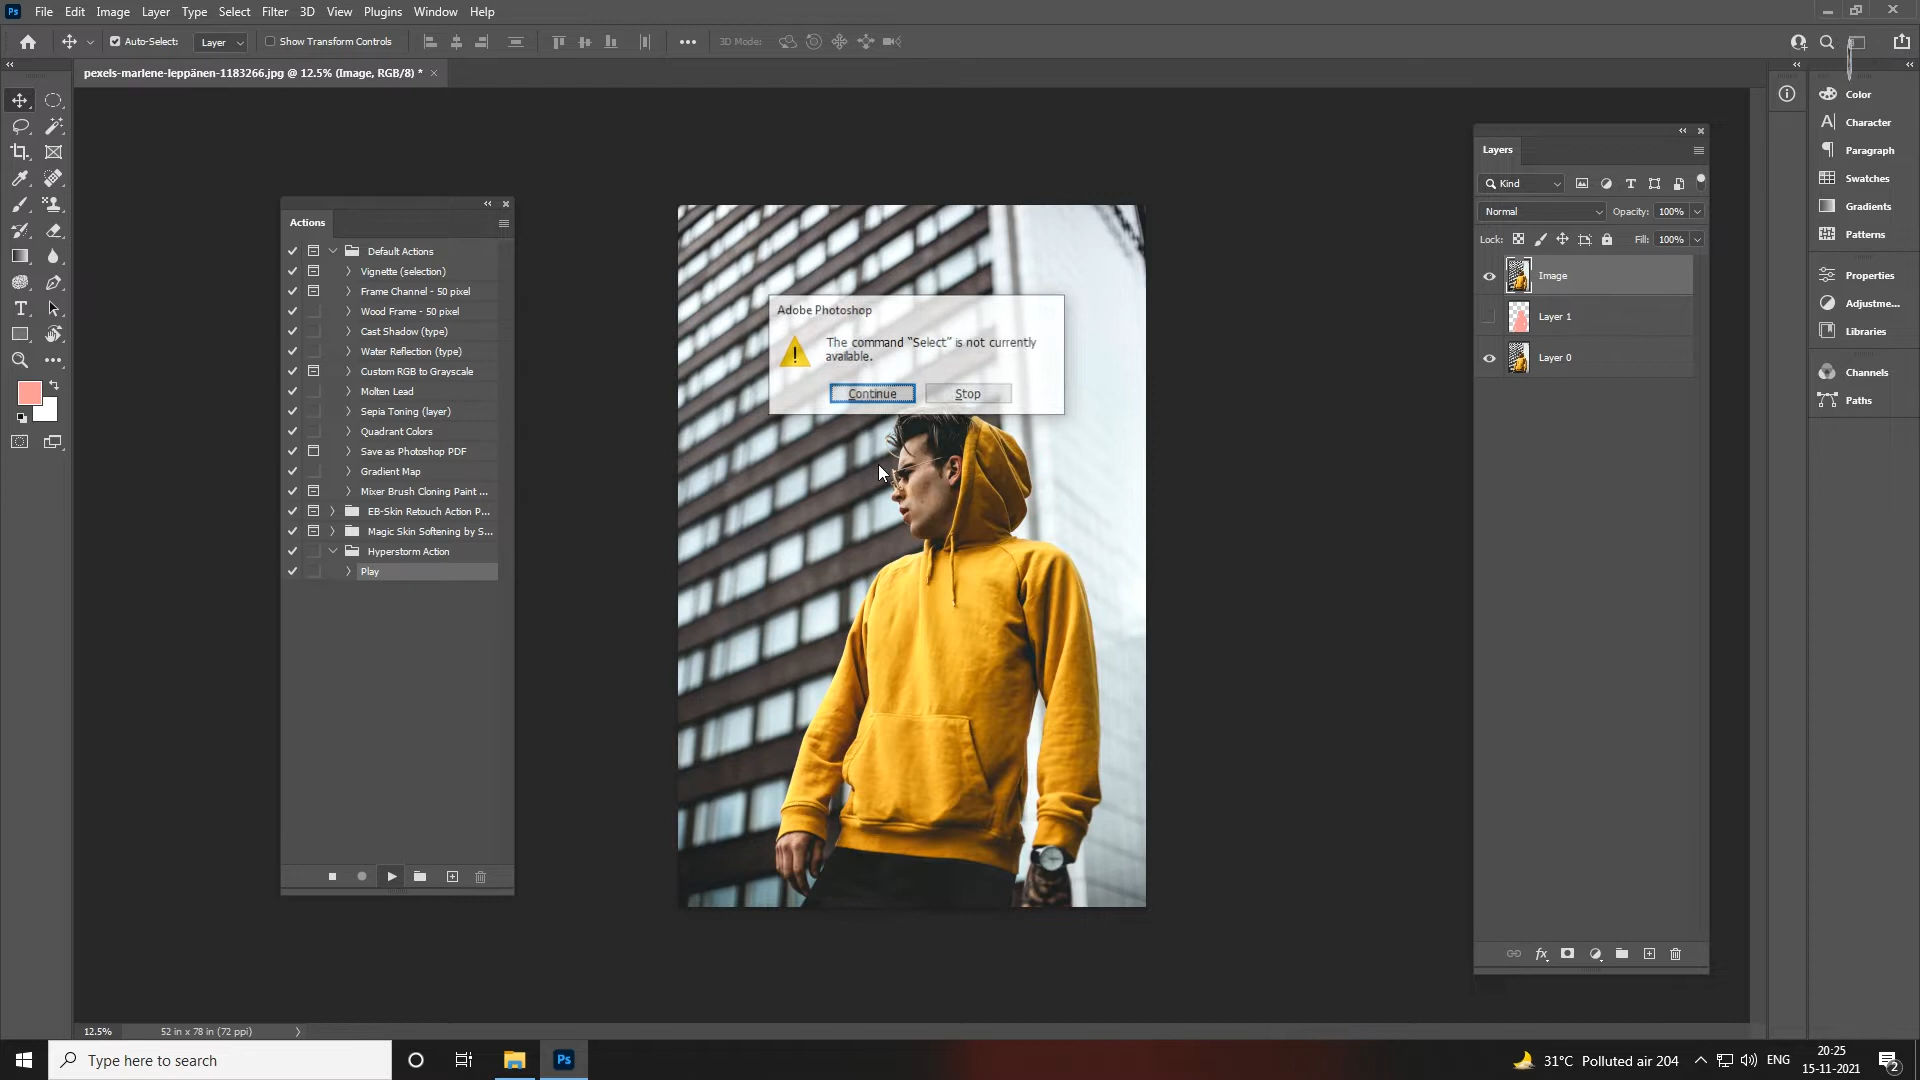 Ps File Edit Image Layer Type Select Filter 3D View Plugins Window Help
Auto-Select: Layer Show Transform Controls ••• 3D Mode:
pexels-marlene-leppänen-1183266.jpg @ 12.5% (Image, RGB/8) *
Actions
Default Actions
Vignette (selection)
Frame Channel - 50 pixel
Wood Frame - 50 pixel
Cast Shadow (type)
Water Reflection (type)
Custom RGB to Grayscale
Molten Lead
Sepia Toning (layer)
Quadrant Colors
Save as Photoshop PDF
Gradient Map
Mixer Brush Cloning Paint ...
EB-Skin Retouch Action P...
Magic Skin Softening by S...
Hyperstorm Action
Play
Adobe Photoshop
The command “Select” is not currently
available.
Continue Stop
Layers
Kind
Normal Opacity: 100%
Lock: Fill: 100%
Image
Layer 1
Layer 0
Color
Character
Paragraph
Swatches
Gradients
Patterns
Properties
Adjustme...
Libraries
Channels
Paths
12.5% 52 in x 78 in (72 ppi)
Type here to search
Ps
31°C Polluted air 204
ENG
20:25
15-11-2021
2